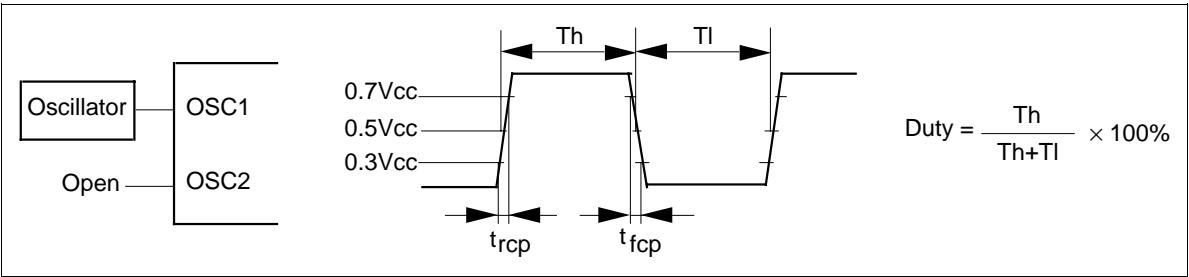 Oscillator
OSC1
Open
OSC2
Th
Tl
0.7Vcc
0.5Vcc
0.3Vcc
trcp
tfcp
Duty = Th / Th+Tl × 100%